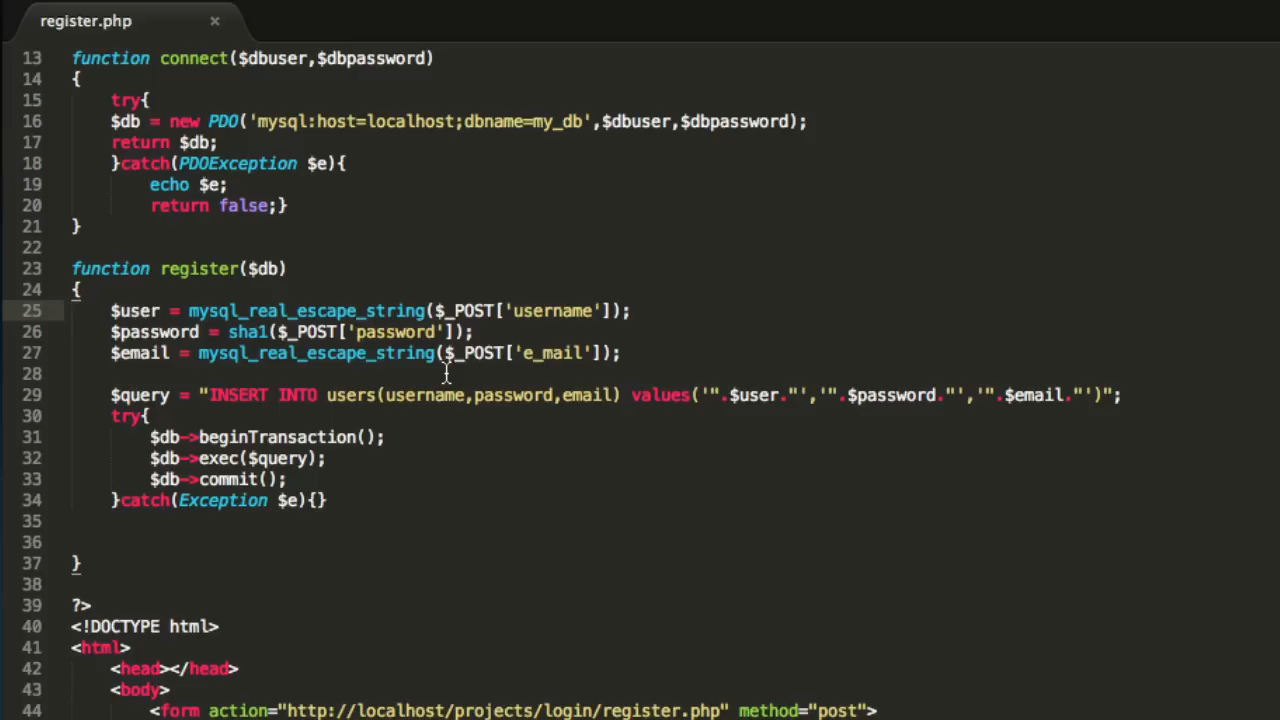 register.php ×
13 function connect($dbuser,$dbpassword)
14 {
15 try{
16 $db = new PDO('mysql:host=localhost;dbname=my_db',$dbuser,$dbpassword);
17 return $db;
18 }catch(PDOException $e){
19 echo $e;
20 return false;}
21 }
22
23 function register($db)
24 {
25 $user = mysql_real_escape_string($_POST['username']);
26 $password = sha1($_POST['password']);
27 $email = mysql_real_escape_string($_POST['e_mail']);
28
29 $query = "INSERT INTO users(username,password,email) values('".$user."','".$password."','".$email."')";
30 try{
31 $db->beginTransaction();
32 $db->exec($query);
33 $db->commit();
34 }catch(Exception $e){}
35
36
37 }
38
39 ?>
40 <!DOCTYPE html>
41 <html>
42 <head></head>
43 <body>
44 <form action="http://localhost/projects/login/register.php" method="post">